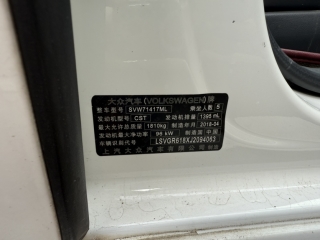 大众汽车(VOLKSWAGEN)牌
整车型号 SVW71417ML 乘坐人数 5
发动机型号 CST 发动机排量 1395 mL
最大允许总质量 1810kg 制造年月 2018-04
发动机最大净功率 96 kW 制造国 中国
车辆识别代号 LSVGR618XJ2094063
上汽大众汽车有限公司